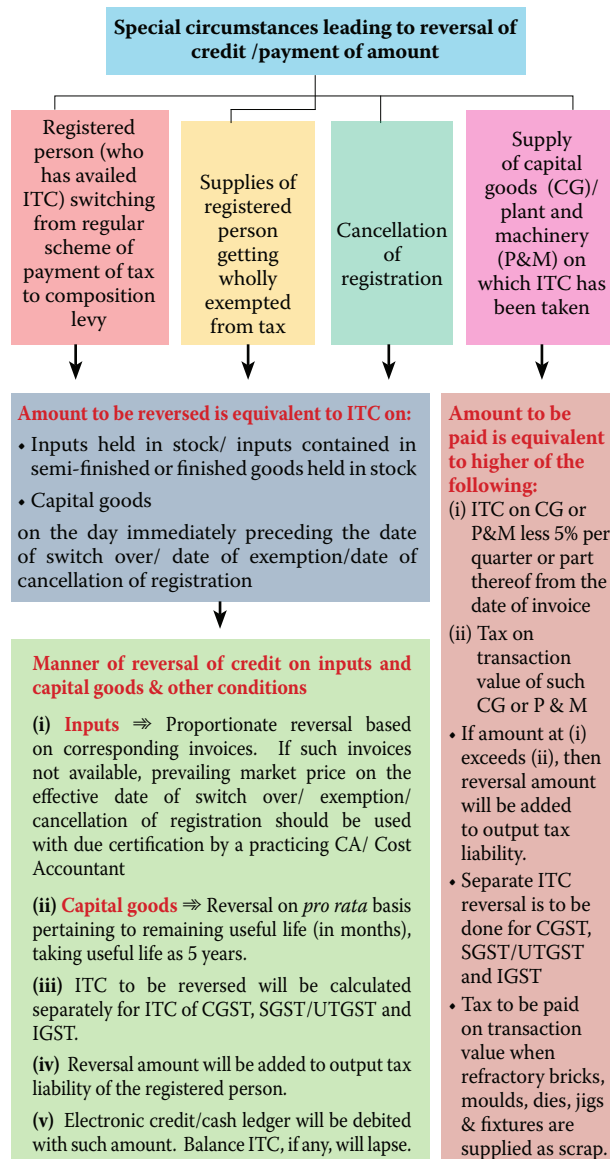 Special circumstances leading to reversal of
credit /payment of amount
Registered
person (who
has availed
ITC) switching
from regular
scheme of
payment of tax
to composition
levy
Supplies of
registered
person
getting
wholly
exempted
from tax
Cancellation
of
registration
Supply
of capital
goods (CG)/
plant and
machinery
(P&M) on
which ITC has
been taken
Amount to be reversed is equivalent to ITC on:
• Inputs held in stock/ inputs contained in
semi-finished or finished goods held in stock
• Capital goods
on the day immediately preceding the date
of switch over/ date of exemption/date of
cancellation of registration
Manner of reversal of credit on inputs and
capital goods & other conditions
(i) Inputs ⇒ Proportionate reversal based
on corresponding invoices. If such invoices
not available, prevailing market price on the
effective date of switch over/ exemption/
cancellation of registration should be used
with due certification by a practicing CA/ Cost
Accountant
(ii) Capital goods ⇒ Reversal on pro rata basis
pertaining to remaining useful life (in months),
taking useful life as 5 years.
(iii) ITC to be reversed will be calculated
separately for ITC of CGST, SGST/UTGST and
IGST.
(iv) Reversal amount will be added to output tax
liability of the registered person.
(v) Electronic credit/cash ledger will be debited
with such amount. Balance ITC, if any, will lapse.
Amount to be
paid is equivalent
to higher of the
following:
(i) ITC on CG or
P&M less 5% per
quarter or part
thereof from the
date of invoice
(ii) Tax on
transaction
value of such
CG or P & M
• If amount at (i)
exceeds (ii), then
reversal amount
will be added
to output tax
liability.
• Separate ITC
reversal is to be
done for CGST,
SGST/UTGST
and IGST
• Tax to be paid
on transaction
value when
refractory bricks,
moulds, dies, jigs
& fixtures are
supplied as scrap.